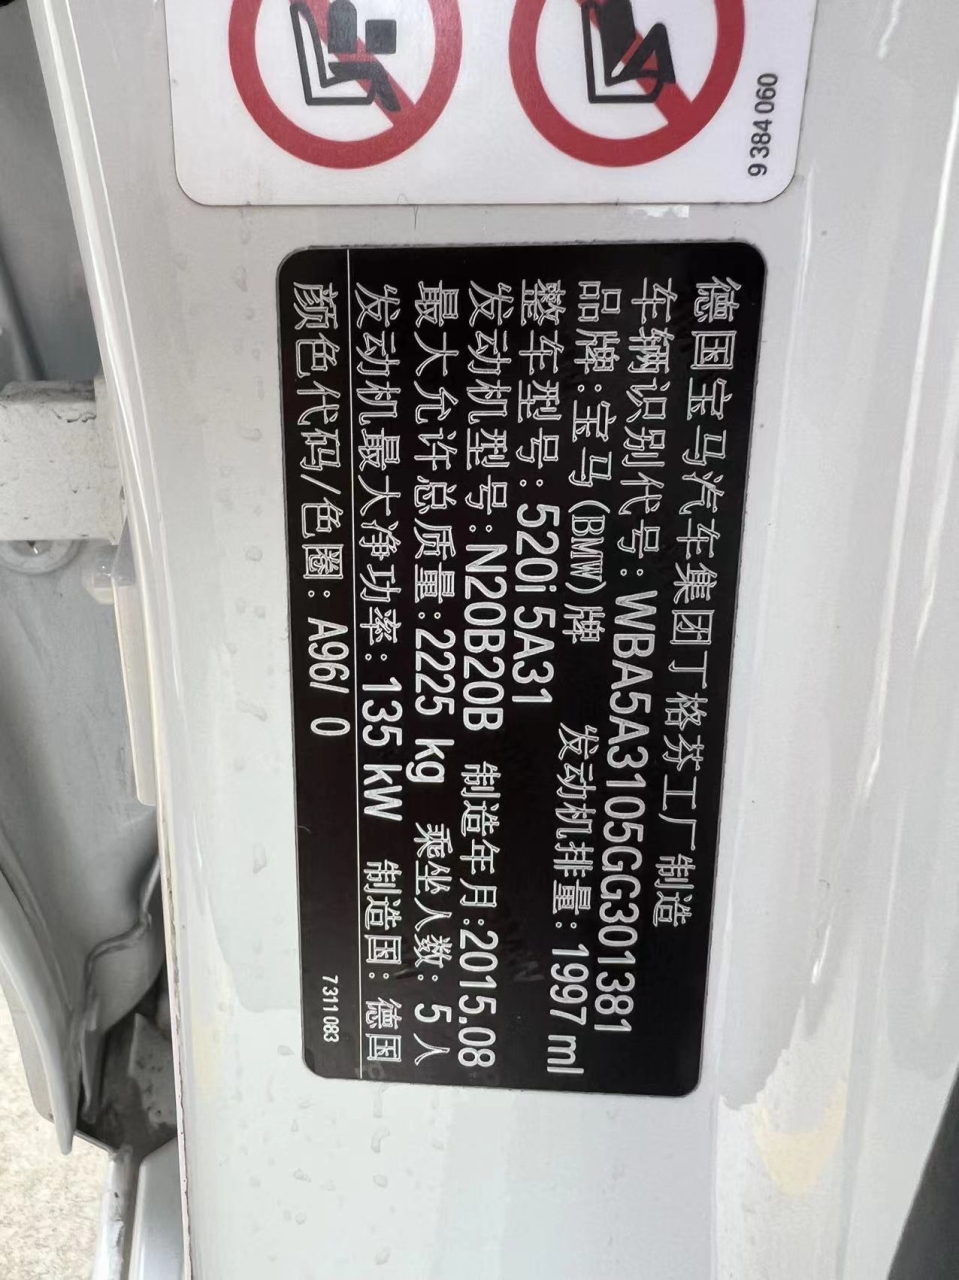 9 384 060
德国宝马汽车集团丁格芬工厂制造
车辆识别代号:WBA5A3105GG301381
品牌:宝马(BMW)牌 发动机排量:1997 ml
整车型号:520i 5A31
发动机型号:N20B20B 制造年月:2015.08
最大允许总质量:2225 kg 乘坐人数:5人
发动机最大净功率:135 kW 制造国:德国
颜色代码/色圈:A96/ 0
7311 083